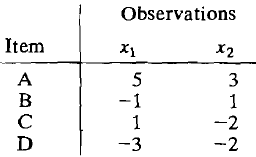 Observations
Item x₁ x₂
A 5 3
B −1 1
C 1 −2
D −3 −2